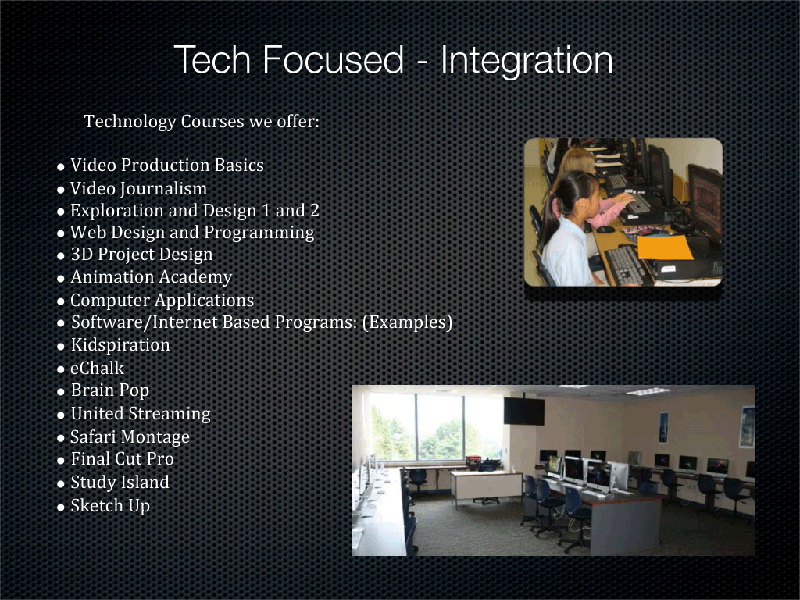 Tech Focused - Integration
Technology Courses we offer:
• Video Production Basics
• Video Journalism
• Exploration and Design 1 and 2
• Web Design and Programming
• 3D Project Design
• Animation Academy
• Computer Applications
• Software/Internet Based Programs: (Examples)
• Kidspiration
• eChalk
• Brain Pop
• United Streaming
• Safari Montage
• Final Cut Pro
• Study Island
• Sketch Up